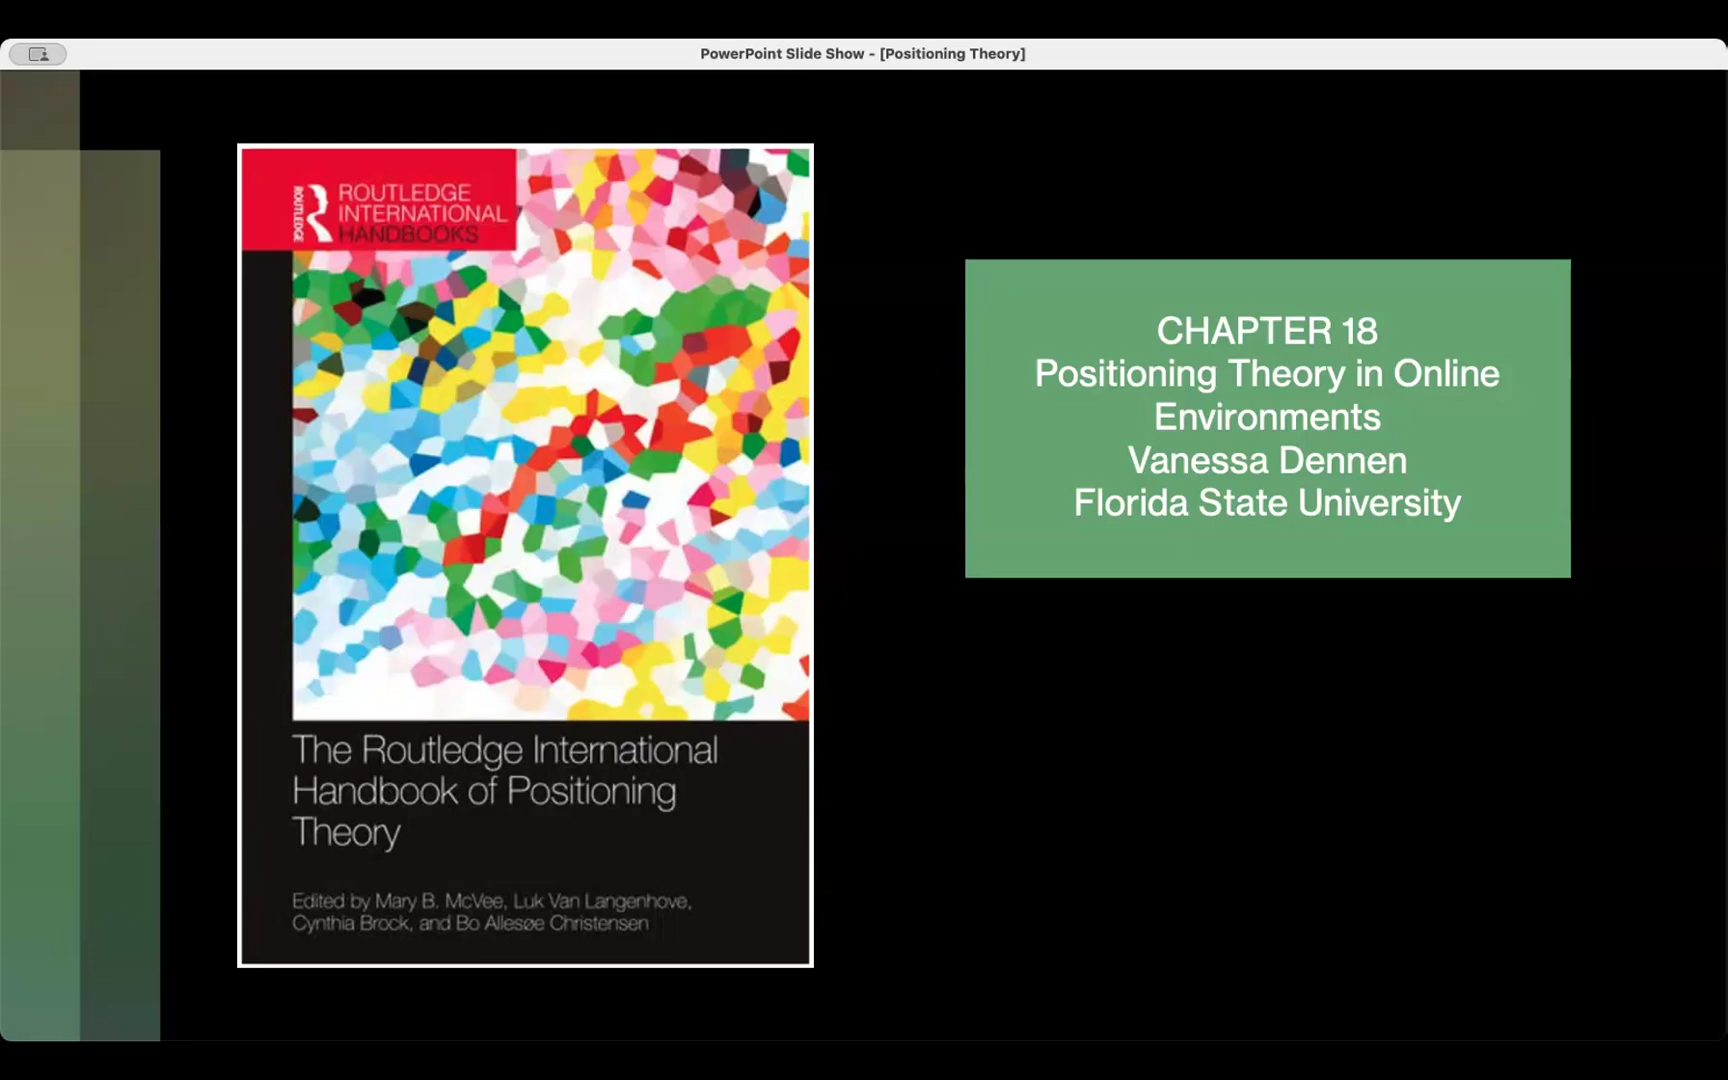 PowerPoint Slide Show - [Positioning Theory]
ROUTLEDGE
ROUTLEDGE
INTERNATIONAL
HANDBOOKS
The Routledge International
Handbook of Positioning
Theory
Edited by Mary B. McVee, Luk Van Langenhove,
Cynthia Brock, and Bo Allesøe Christensen
CHAPTER 18
Positioning Theory in Online
Environments
Vanessa Dennen
Florida State University